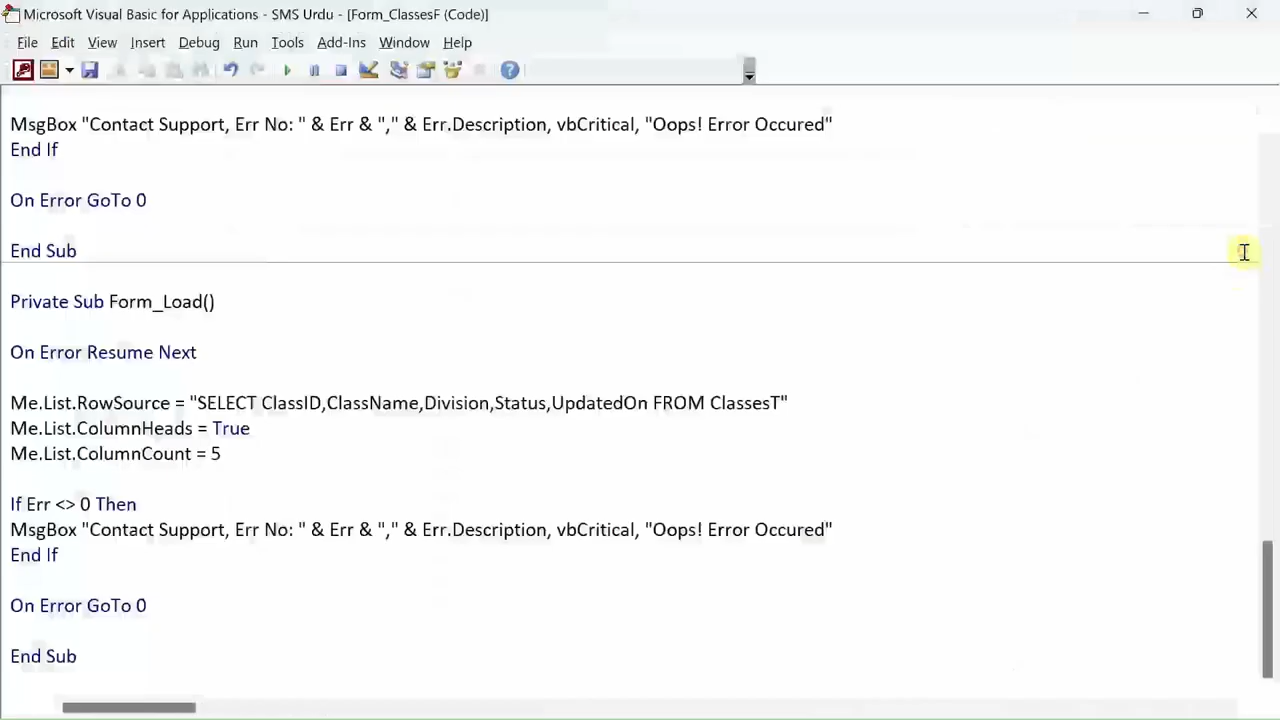 Microsoft Visual Basic for Applications - SMS Urdu - [Form_ClassesF (Code)]
File Edit View Insert Debug Run Tools Add-Ins Window Help
MsgBox "Contact Support, Err No: " & Err & "," & Err.Description, vbCritical, "Oops! Error Occured"
End If
On Error GoTo 0
End Sub
Private Sub Form_Load()
On Error Resume Next
Me.List.RowSource = "SELECT ClassID,ClassName,Division,Status,UpdatedOn FROM ClassesT"
Me.List.ColumnHeads = True
Me.List.ColumnCount = 5
If Err <> 0 Then
MsgBox "Contact Support, Err No: " & Err & "," & Err.Description, vbCritical, "Oops! Error Occured"
End If
On Error GoTo 0
End Sub